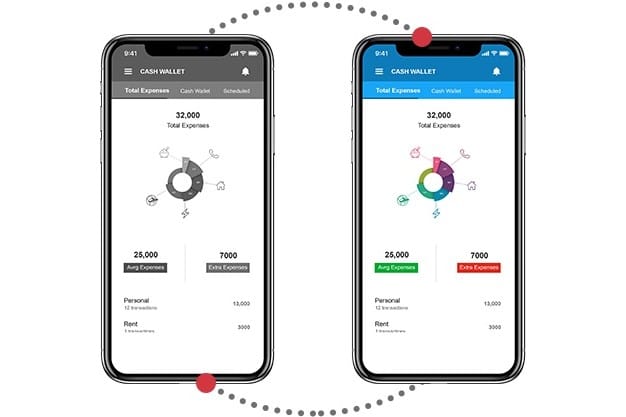 9:41
CASH WALLET
Total Expenses Cash Wallet Scheduled
32,000
Total Expenses
25,000 7000
Avrg Expenses Extra Expenses
Personal 13,000
12 transactions
Rent 3000
9:41
CASH WALLET
Total Expenses Cash Wallet Scheduled
32,000
Total Expenses
25,000 7000
Avrg Expenses Extra Expenses
Personal 13,000
12 transactions
Rent 3000